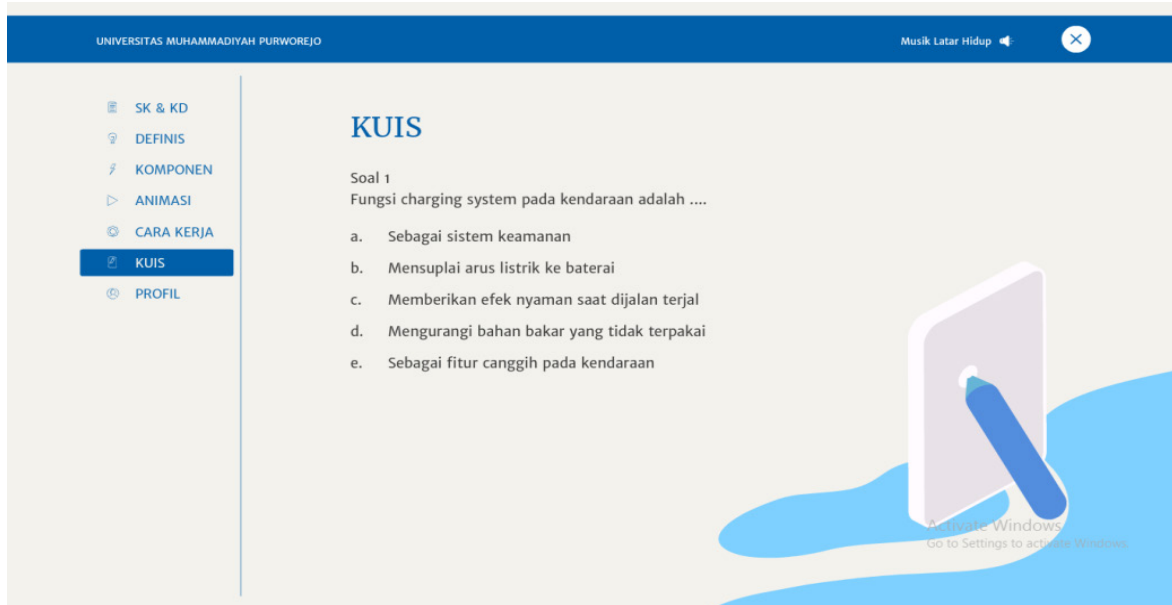 UNIVERSITAS MUHAMMADIYAH PURWOREJO
Musik Latar Hidup
SK & KD
DEFINIS
KOMPONEN
ANIMASI
CARA KERJA
KUIS
PROFIL
KUIS
Soal 1
Fungsi charging system pada kendaraan adalah ....
a. Sebagai sistem keamanan
b. Mensuplai arus listrik ke baterai
c. Memberikan efek nyaman saat dijalan terjal
d. Mengurangi bahan bakar yang tidak terpakai
e. Sebagai fitur canggih pada kendaraan
Activate Windows
Go to Settings to activate Windows.